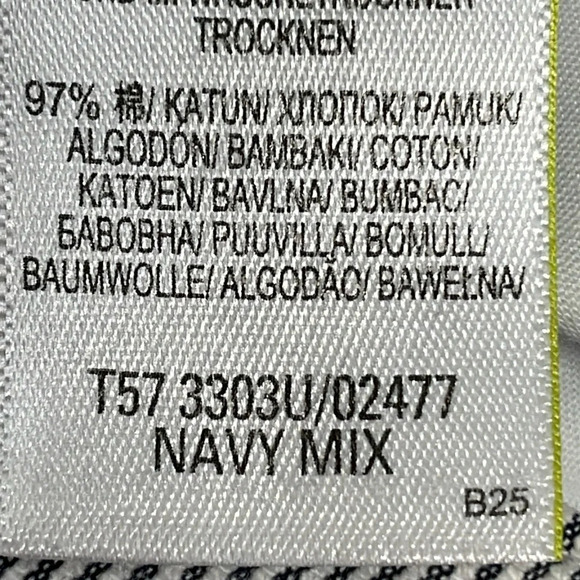 TROCKNEN
97% 棉/ KATUN/ ХЛОПОК/ PAMUK/
ALGODÓN/ BAMBAKI/ COTON/
KATOEN/ BAVLNA/ BUMBAC/
БАВОВНА/ PUUVILLA/ BOMULL/
BAUMWOLLE/ ALGODÃO/ BAWEŁNA/
T57 3303U/02477
NAVY MIX
B25